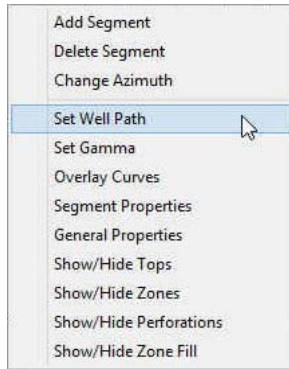 Add Segment
Delete Segment
Change Azimuth
Set Well Path
Set Gamma
Overlay Curves
Segment Properties
General Properties
Show/Hide Tops
Show/Hide Zones
Show/Hide Perforations
Show/Hide Zone Fill